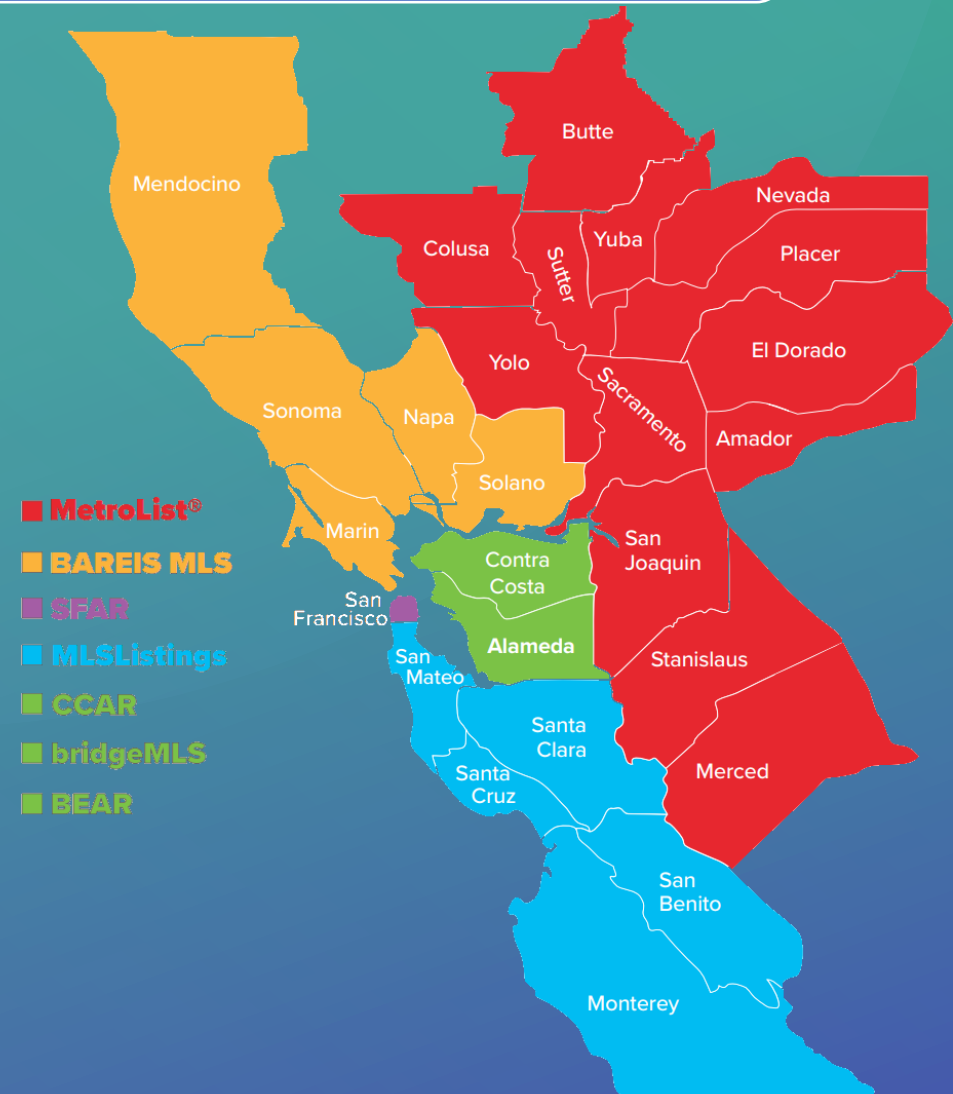 Butte
Mendocino
Nevada
Yuba
Colusa
Placer
Sutter
El Dorado
Yolo
Sacramento
Sonoma
Napa
Amador
Solano
MetroList®
Marin
San
Joaquin
BAREIS MLS
Contra
Costa
San
Francisco
SFAR
Alameda
MLSListings
San
Mateo
Stanislaus
CCAR
Santa
Clara
bridgeMLS
Santa
Cruz
Merced
BEAR
San
Benito
Monterey